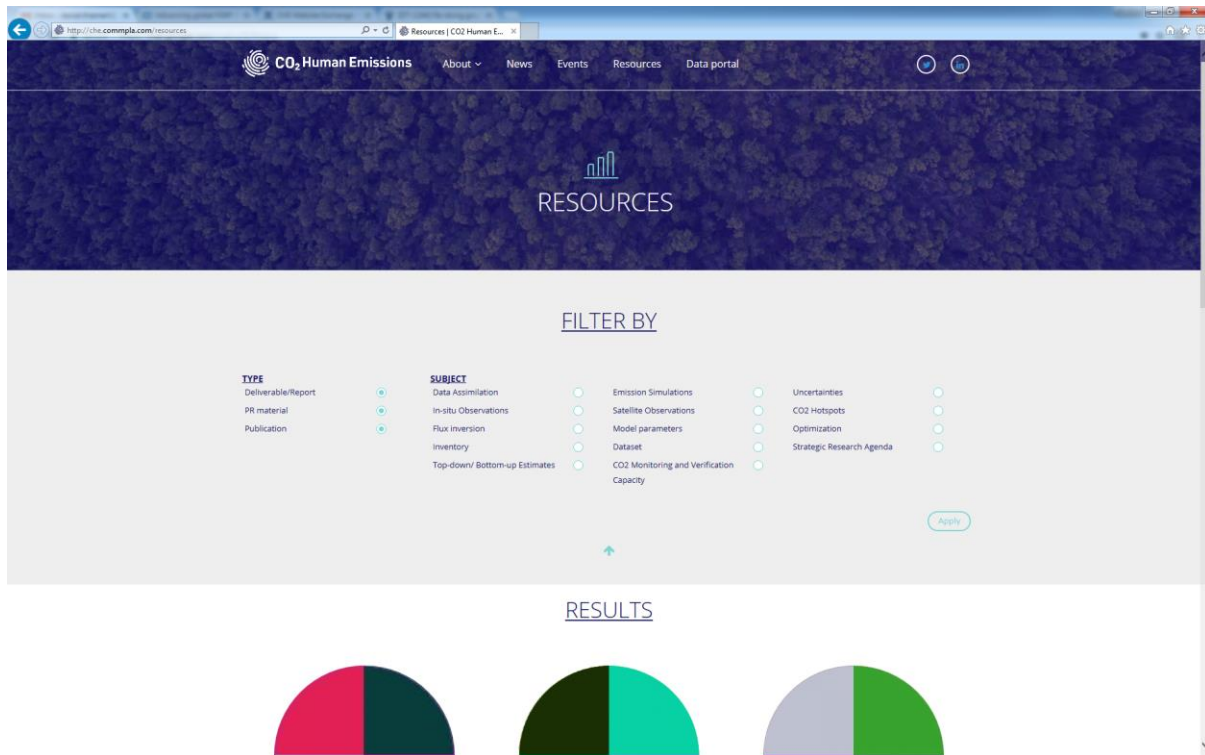 http://che.commpla.com/resources
Resources | CO2 Human E...
CO₂ Human Emissions
About
News
Events
Resources
Data portal
in
RESOURCES
FILTER BY
TYPE
Deliverable/Report
PR material
Publication
SUBJECT
Data Assimilation
In-situ Observations
Flux inversion
Inventory
Top-down/ Bottom-up Estimates
Emission Simulations
Satellite Observations
Model parameters
Dataset
CO2 Monitoring and Verification
Capacity
Uncertainties
CO2 Hotspots
Optimization
Strategic Research Agenda
Apply
RESULTS